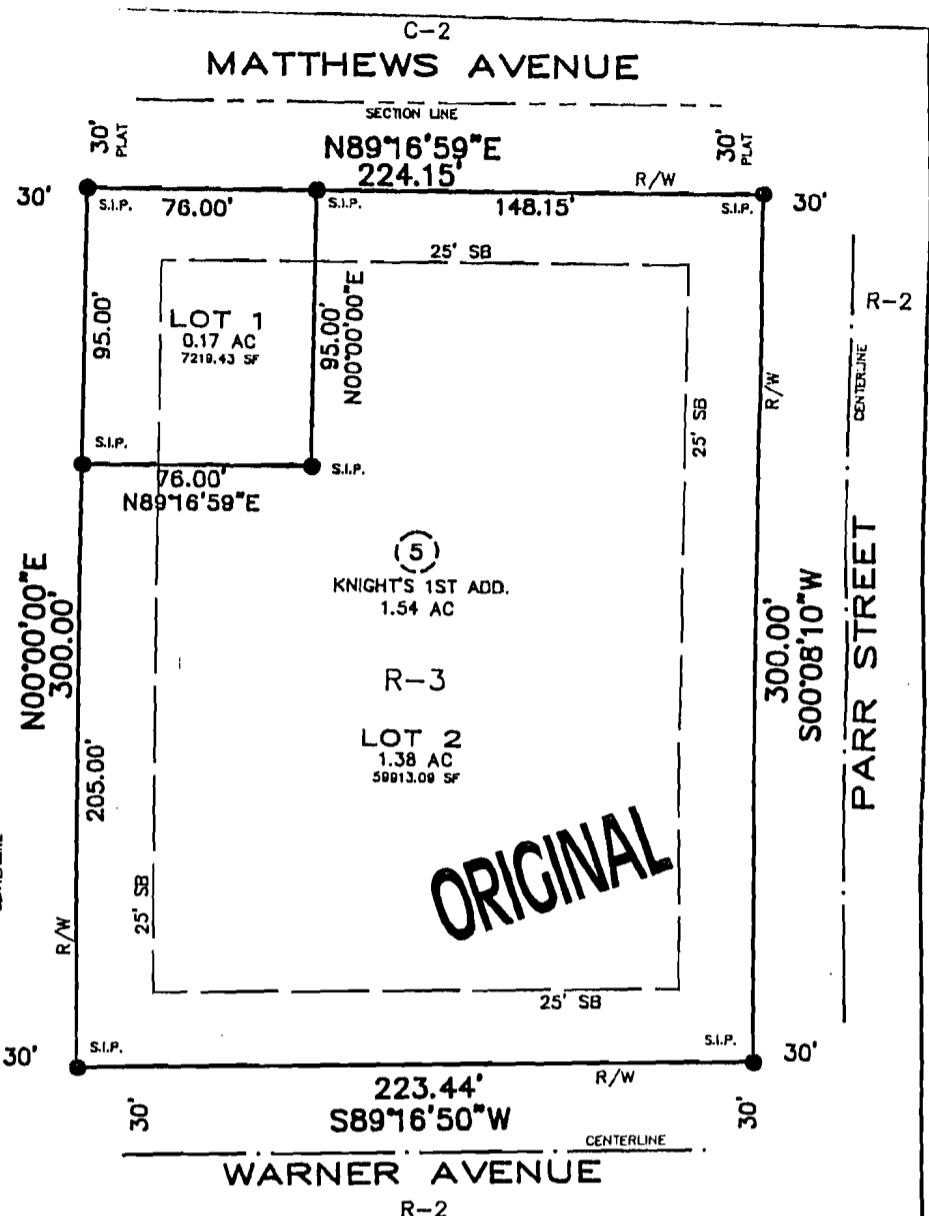 C-2
MATTHEWS AVENUE
SECTION LINE
30' PLAT
30' PLAT
N89°16'59"E
224.15'
R/W
30'
30'
S.I.P.
76.00'
S.I.P.
148.15'
S.I.P.
25' SB
R-2
95.00'
LOT 1
0.17 AC
7219.43 SF
95.00'
N00°00'00"E
CENTERLINE
R/W
25' SB
S.I.P.
S.I.P.
76.00'
N89°16'59"E
5
KNIGHT'S 1ST ADD.
1.54 AC
N00°00'00"E
300.00'
300.00'
S00°08'10"W
PARR STREET
R-3
LOT 2
1.38 AC
59913.09 SF
205.00'
ORIGINAL
25' SB
R/W
25' SB
S.I.P.
S.I.P.
30'
30'
223.44'
R/W
S89°16'50"W
30'
30'
CENTERLINE
WARNER AVENUE
R-2